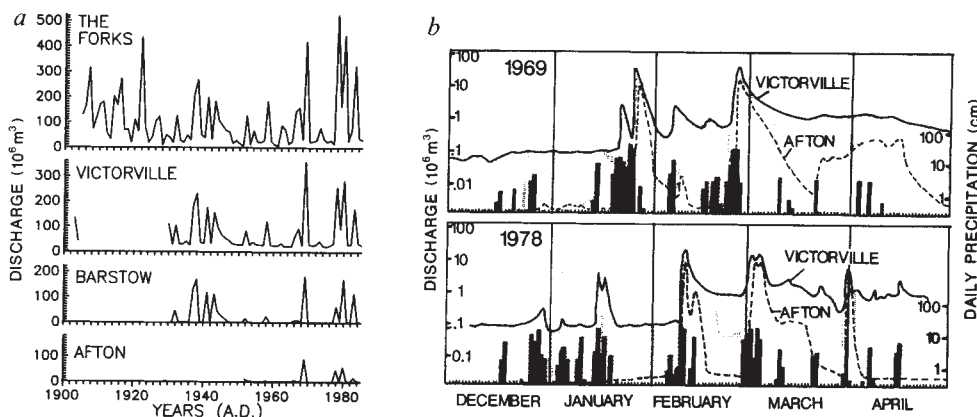 a
THE
FORKS
500
400
300
200
100
0
VICTORVILLE
300
200
100
0
BARSTOW
200
100
0
AFTON
100
0
1900
1920
1940
1960
1980
YEARS (A.D.)
DISCHARGE (10⁶ m³)
b
1969
100
10
1
.1
.01
VICTORVILLE
AFTON
100
10
1
1978
100
10
1
0.1
0.1
VICTORVILLE
AFTON
100
10
1
DISCHARGE (10⁶ m³)
DAILY PRECIPITATION (cm)
DECEMBER
JANUARY
FEBRUARY
MARCH
APRIL